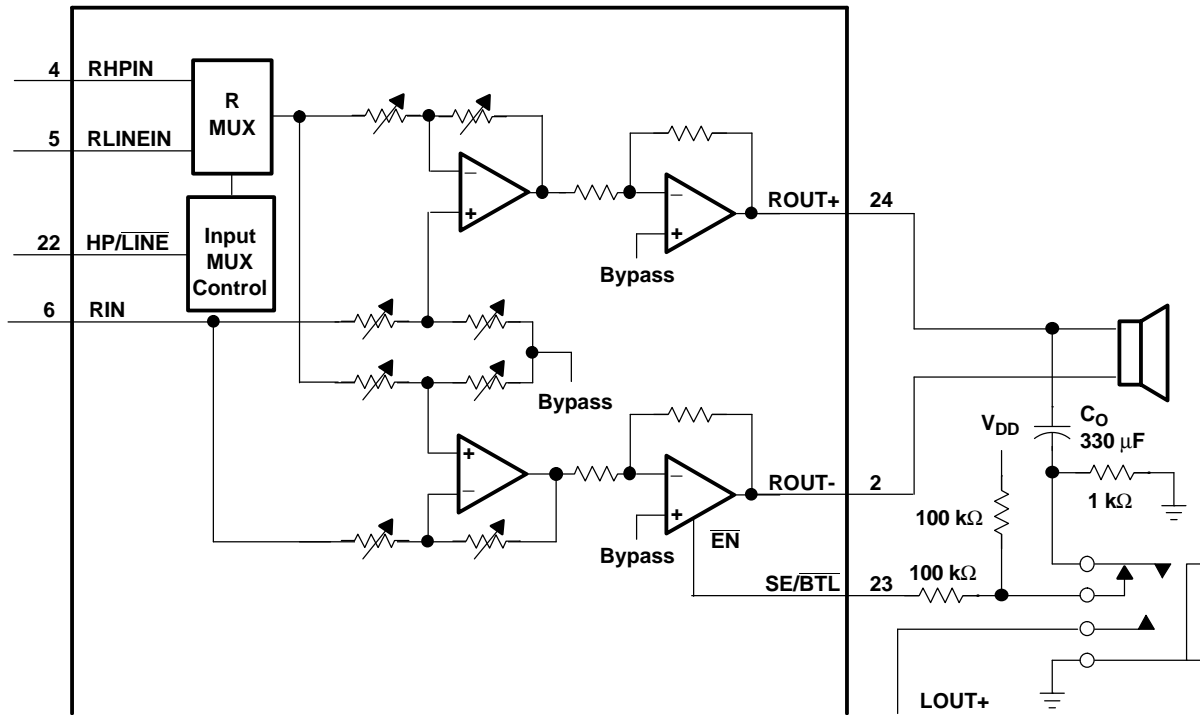 4 RHPIN
R
MUX
5 RLINEIN
22 HP/LINE
Input
MUX
Control
6 RIN
−
+
−
+
Bypass
ROUT+ 24
Bypass
+
−
−
+
Bypass
EN
ROUT- 2
SE/BTL 23
100 kΩ
100 kΩ
VDD
CO
330 μF
1 kΩ
LOUT+